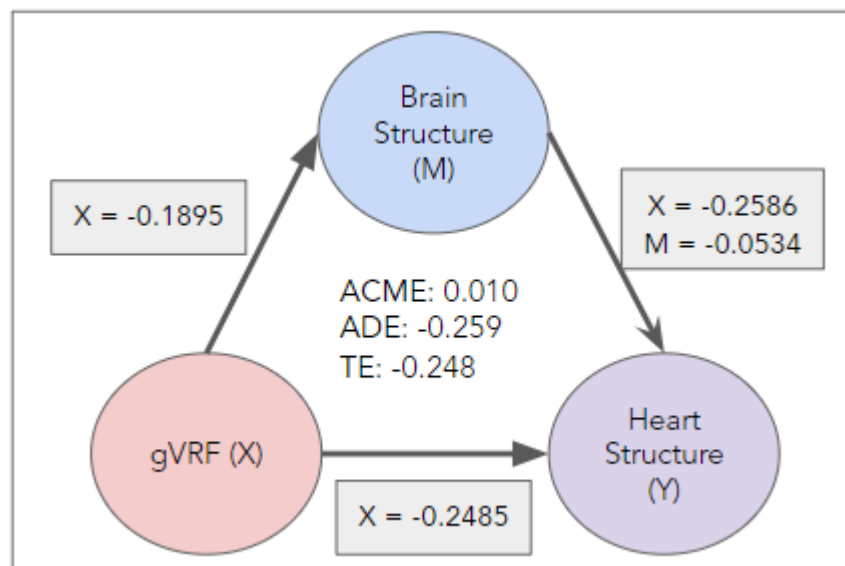 Brain
Structure
(M)
X = -0.1895
X = -0.2586
M = -0.0534
ACME: 0.010
ADE: -0.259
TE: -0.248
gVRF (X)
Heart
Structure
(Y)
X = -0.2485